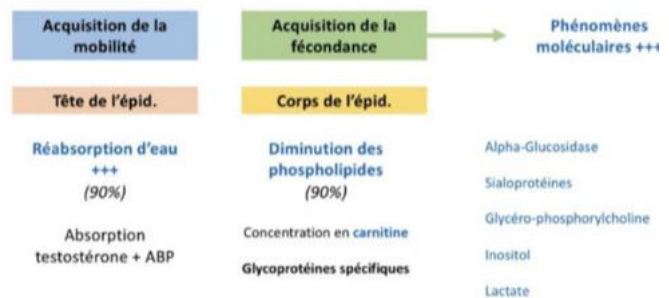 Acquisition de la
mobilité
Acquisition de la
fécondance
Phénomènes
moléculaires +++
Tête de l'épid.
Corps de l'épid.
Réabsorption d'eau
+++
(90%)
Absorption
testostérone + ABP
Diminution des
phospholipides
(90%)
Concentration en carnitine
Glycoprotéines spécifiques
Alpha-Glucosidase
Sialoprotéines
Glycéro-phosphorylcholine
Inositol
Lactate